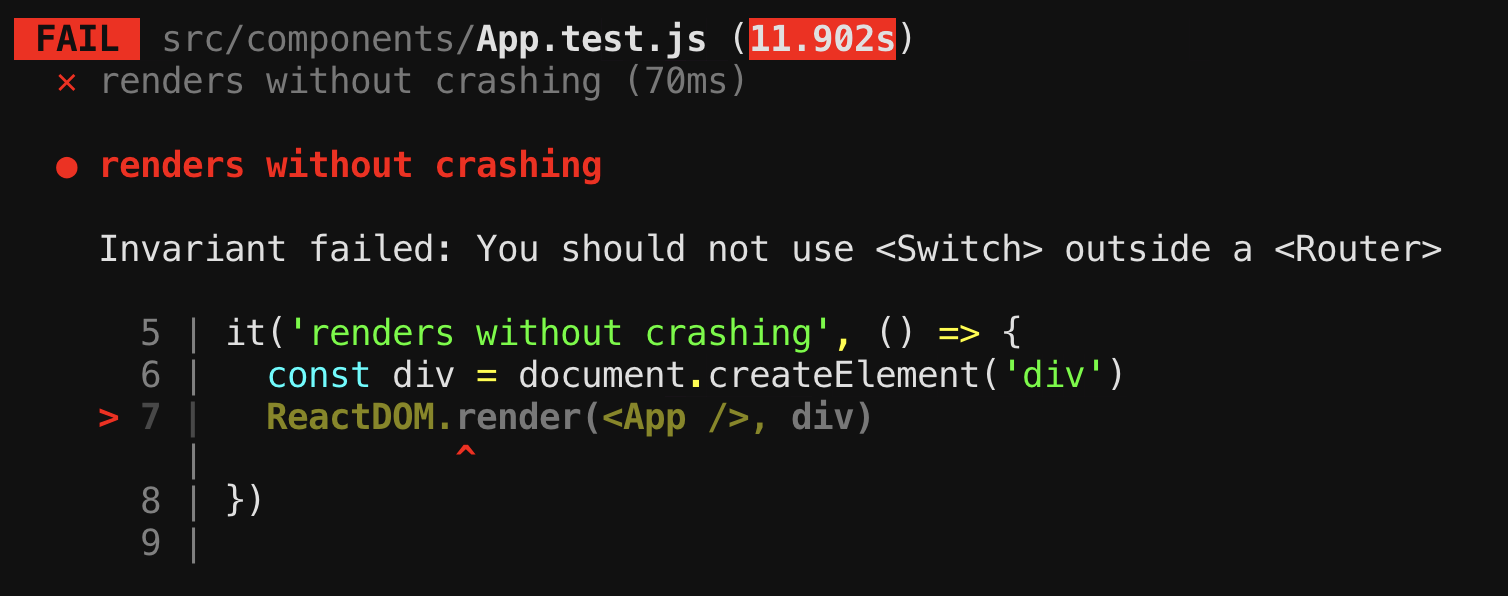 FAIL src/components/App.test.js (11.902s)
✕ renders without crashing (70ms)
● renders without crashing
Invariant failed: You should not use <Switch> outside a <Router>
5 | it('renders without crashing', () => {
6 |   const div = document.createElement('div')
> 7 |   ReactDOM.render(<App />, div)
|            ^
8 | })
9 |